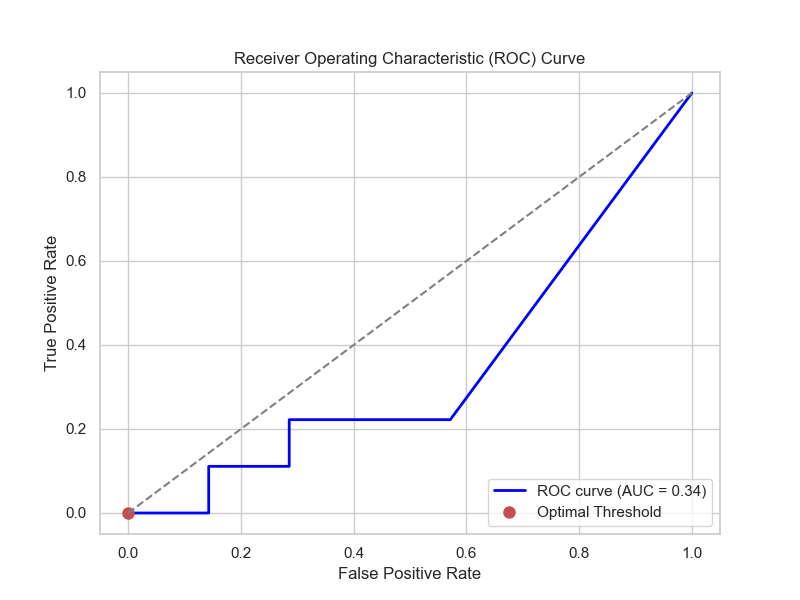 Receiver Operating Characteristic (ROC) Curve
1.0
0.8
0.6
0.4
0.2
0.0
True Positive Rate
ROC curve (AUC = 0.34)
Optimal Threshold
0.0 0.2 0.4 0.6 0.8 1.0
False Positive Rate